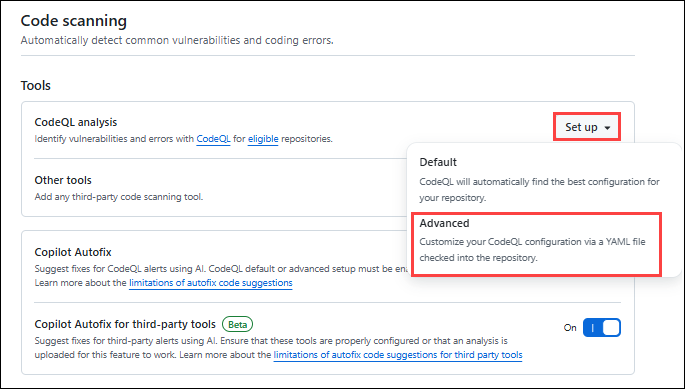 Code scanning
Automatically detect common vulnerabilities and coding errors.
Tools
CodeQL analysis
Identify vulnerabilities and errors with CodeQL for eligible repositories.
Set up
Default
CodeQL will automatically find the best configuration for
your repository.
Advanced
Customize your CodeQL configuration via a YAML file
checked into the repository.
Other tools
Add any third-party code scanning tool.
Copilot Autofix
Suggest fixes for CodeQL alerts using AI. CodeQL default or advanced setup must be
Learn more about the limitations of autofix code suggestions
Copilot Autofix for third-party tools Beta
On
Suggest fixes for third-party alerts using AI. Ensure that these tools are properly configured or that an analysis is
uploaded for this feature to work. Learn more about the limitations of autofix code suggestions for third party tools